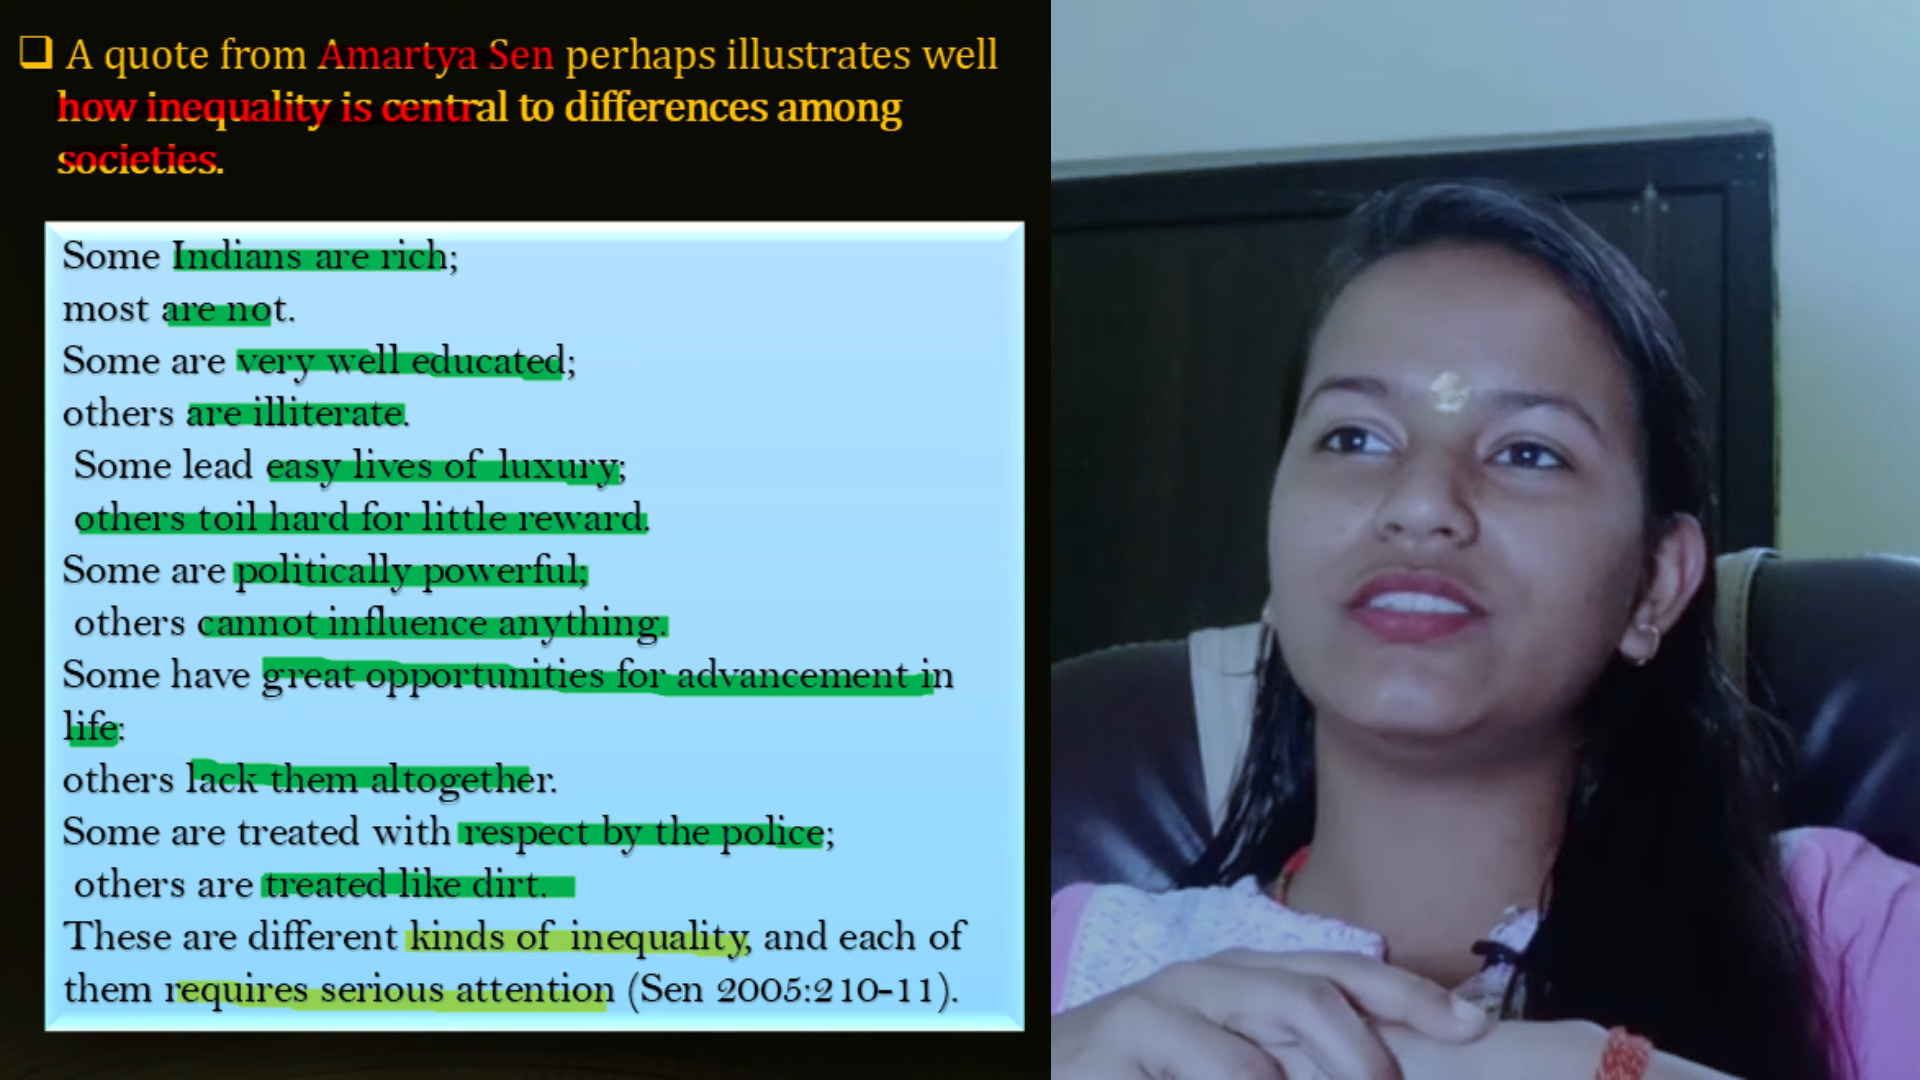 ❑ A quote from Amartya Sen perhaps illustrates well
how inequality is central to differences among
societies.
Some Indians are rich;
most are not.
Some are very well educated;
others are illiterate.
Some lead easy lives of luxury;
others toil hard for little reward.
Some are politically powerful;
others cannot influence anything.
Some have great opportunities for advancement in
life:
others lack them altogether.
Some are treated with respect by the police;
others are treated like dirt.
These are different kinds of inequality, and each of
them requires serious attention (Sen 2005:210-11).